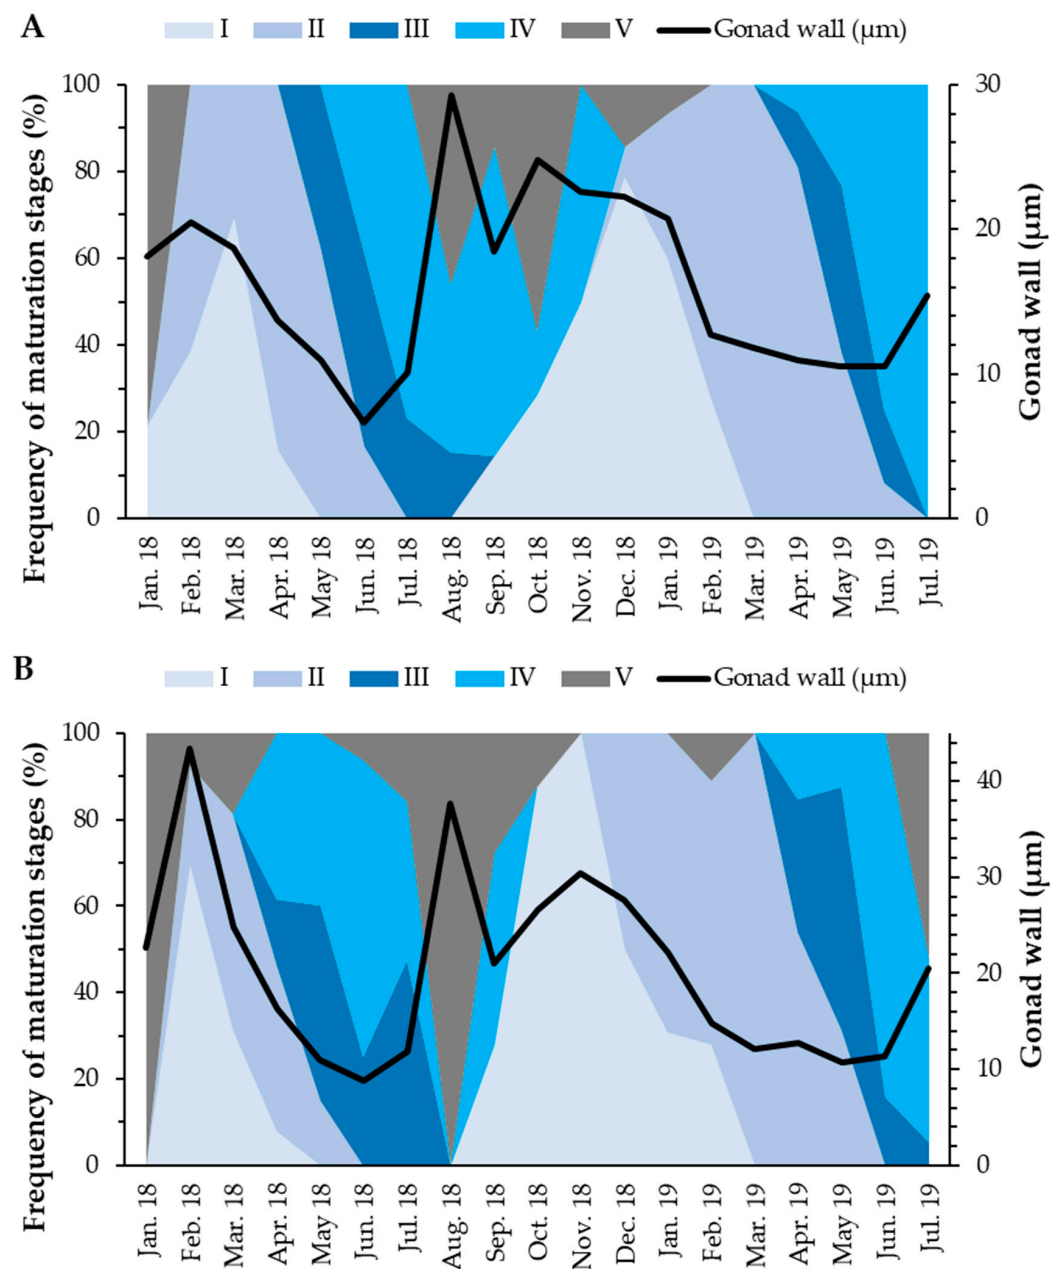 A
I II III IV V Gonad wall (μm)
Frequency of maturation stages (%)
100
80
60
40
20
0
30
20
10
0
Gonad wall (μm)
Jan. 18
Feb. 18
Mar. 18
Apr. 18
May 18
Jun. 18
Jul. 18
Aug. 18
Sep. 18
Oct. 18
Nov. 18
Dec. 18
Jan. 19
Feb. 19
Mar. 19
Apr. 19
May 19
Jun. 19
Jul. 19
B
I II III IV V Gonad wall (μm)
Frequency of maturation stages (%)
100
80
60
40
20
0
40
30
20
10
0
Gonad wall (μm)
Jan. 18
Feb. 18
Mar. 18
Apr. 18
May 18
Jun. 18
Jul. 18
Aug. 18
Sep. 18
Oct. 18
Nov. 18
Dec. 18
Jan. 19
Feb. 19
Mar. 19
Apr. 19
May 19
Jun. 19
Jul. 19